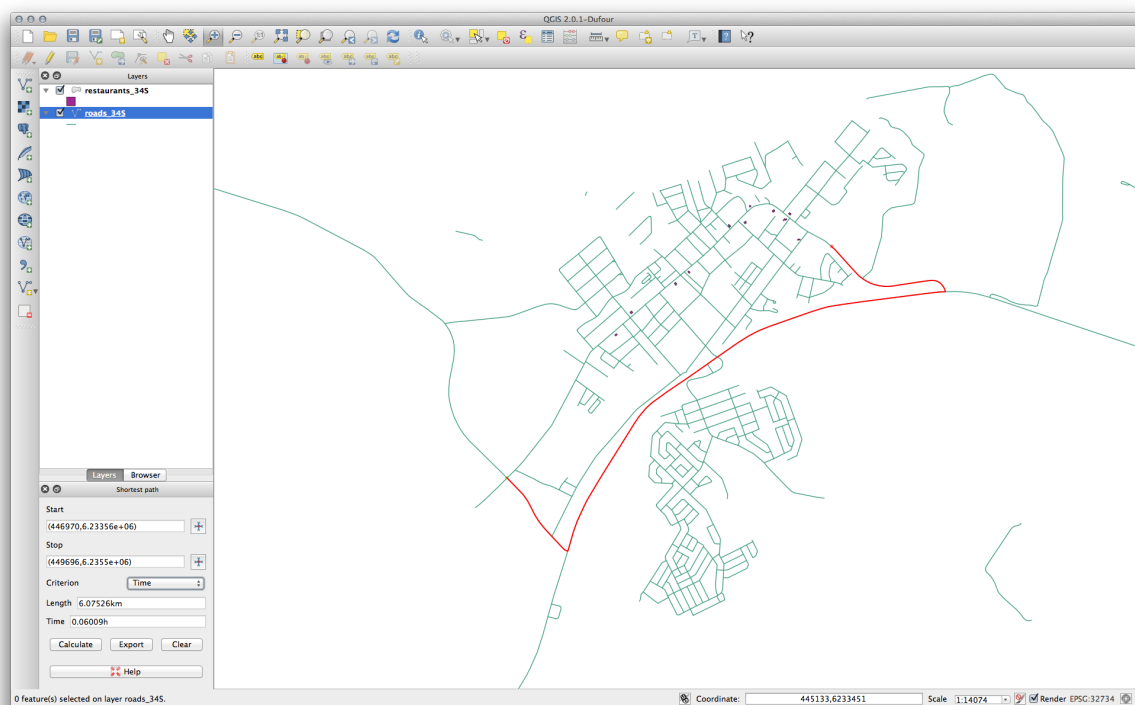 QGIS 2.0.1-Dufour
Layers
restaurants_34S
roads_34S
Layers Browser
Shortest path
Start
(446970,6.23356e+06)
Stop
(449696,6.2355e+06)
Criterion Time
Length 6.07526km
Time 0.06009h
Calculate Export Clear
Help
0 feature(s) selected on layer roads_34S. Coordinate: 445133,6233451 Scale 1:14074 Render EPSG:32734